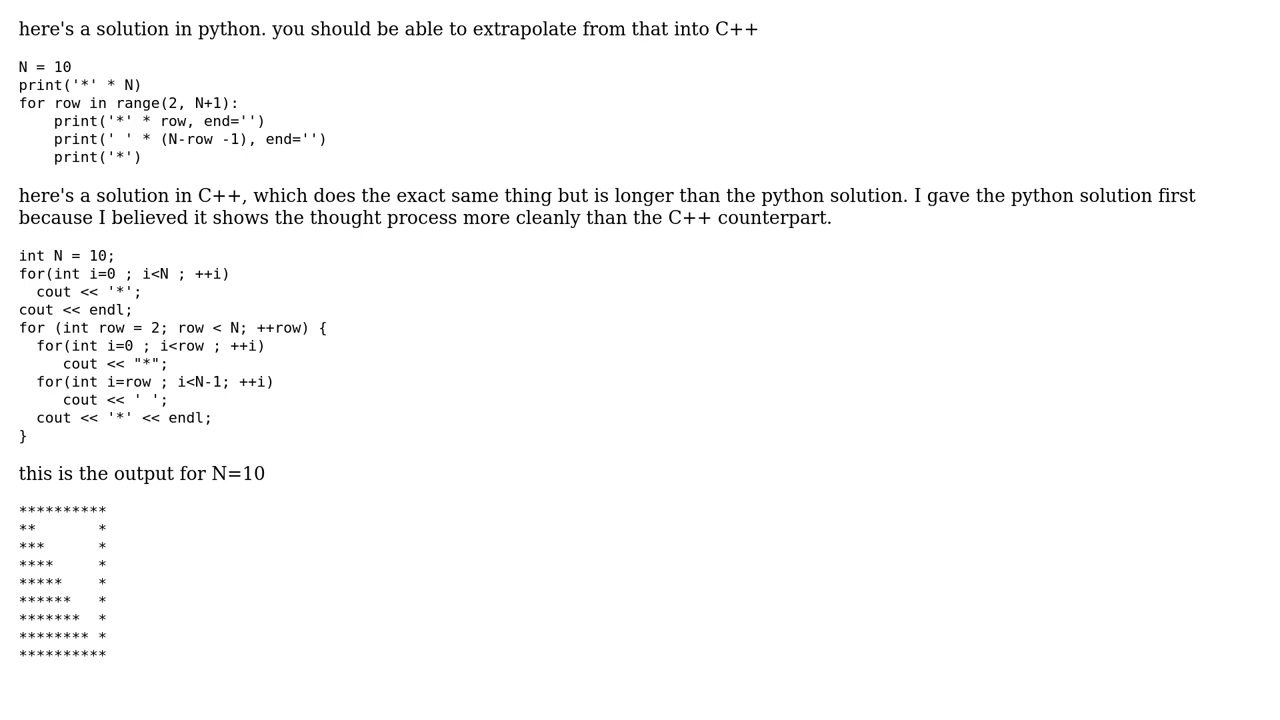 here's a solution in python. you should be able to extrapolate from that into C++
N = 10
print('*' * N)
for row in range(2, N+1):
    print('*' * row, end='')
    print(' ' * (N-row -1), end='')
    print('*')
here's a solution in C++, which does the exact same thing but is longer than the python solution. I gave the python solution first
because I believed it shows the thought process more cleanly than the C++ counterpart.
int N = 10;
for(int i=0 ; i<N ; ++i)
  cout << '*';
cout << endl;
for (int row = 2; row < N; ++row) {
  for(int i=0 ; i<row ; ++i)
     cout << "*";
  for(int i=row ; i<N-1; ++i)
     cout << ' ';
  cout << '*' << endl;
}
this is the output for N=10
**********
**       *
***      *
****     *
*****    *
******   *
*******  *
******** *
**********